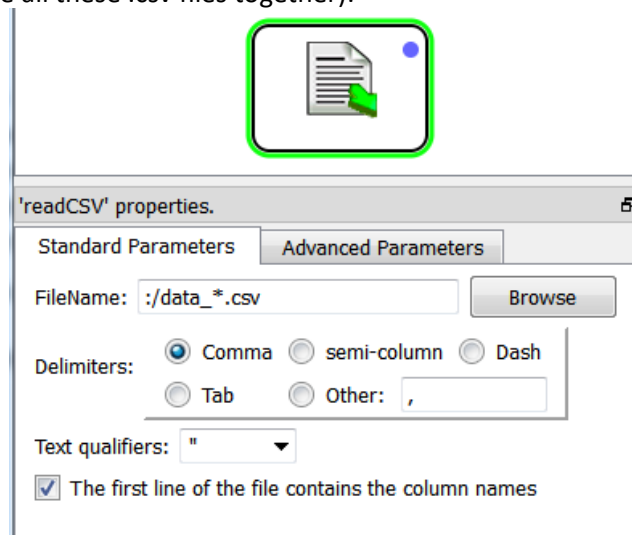 e all these .csv files together).
'readCSV' properties.
Standard Parameters Advanced Parameters
FileName: :/data_*.csv Browse
Delimiters: Comma semi-column Dash
Tab Other: ,
Text qualifiers: "
The first line of the file contains the column names